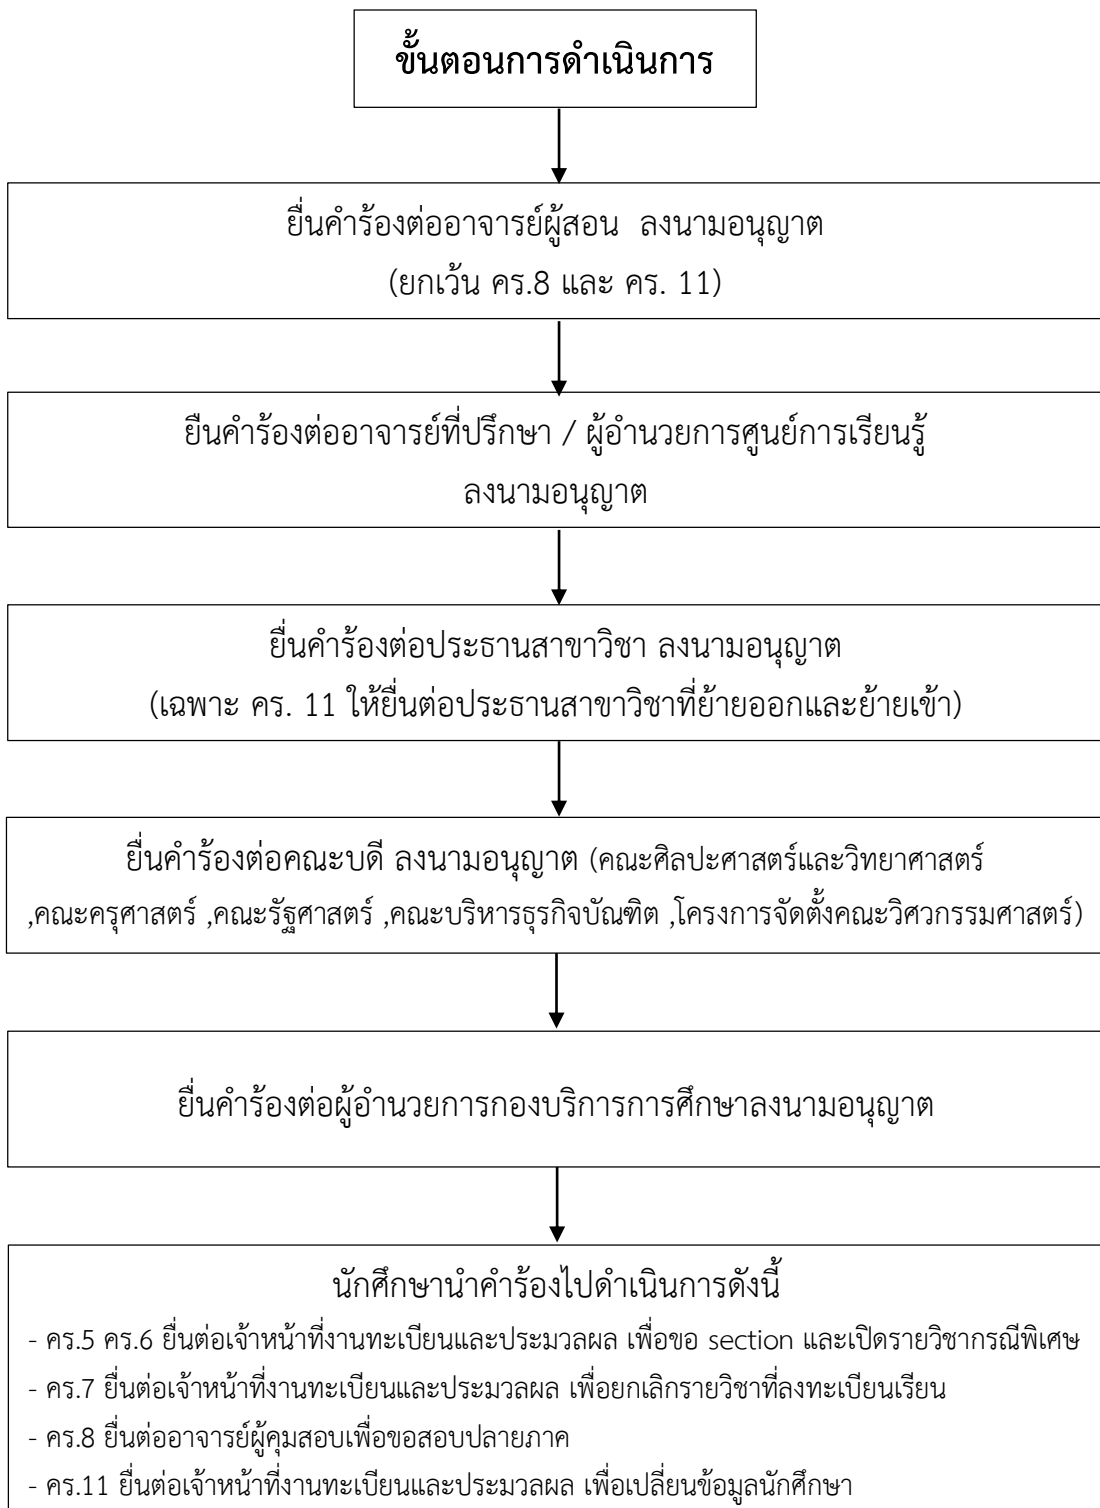 ขั้นตอนการดำเนินการ
ยื่นคำร้องต่ออาจารย์ผู้สอน ลงนามอนุญาต
(ยกเว้น คร.8 และ คร. 11)
ยืนคำร้องต่ออาจารย์ที่ปรึกษา / ผู้อำนวยการศูนย์การเรียนรู้
ลงนามอนุญาต
ยื่นคำร้องต่อประธานสาขาวิชา ลงนามอนุญาต
(เฉพาะ คร. 11 ให้ยื่นต่อประธานสาขาวิชาที่ย้ายออกและย้ายเข้า)
ยื่นคำร้องต่อคณะบดี ลงนามอนุญาต (คณะศิลปะศาสตร์และวิทยาศาสตร์
,คณะครุศาสตร์ ,คณะรัฐศาสตร์ ,คณะบริหารธุรกิจบัณฑิต ,โครงการจัดตั้งคณะวิศวกรรมศาสตร์)
ยื่นคำร้องต่อผู้อำนวยการกองบริการการศึกษาลงนามอนุญาต
นักศึกษานำคำร้องไปดำเนินการดังนี้
- คร.5 คร.6 ยื่นต่อเจ้าหน้าที่งานทะเบียนและประมวลผล เพื่อขอ section และเปิดรายวิชากรณีพิเศษ
- คร.7 ยื่นต่อเจ้าหน้าที่งานทะเบียนและประมวลผล เพื่อยกเลิกรายวิชาที่ลงทะเบียนเรียน
- คร.8 ยื่นต่ออาจารย์ผู้คุมสอบเพื่อขอสอบปลายภาค
- คร.11 ยื่นต่อเจ้าหน้าที่งานทะเบียนและประมวลผล เพื่อเปลี่ยนข้อมูลนักศึกษา